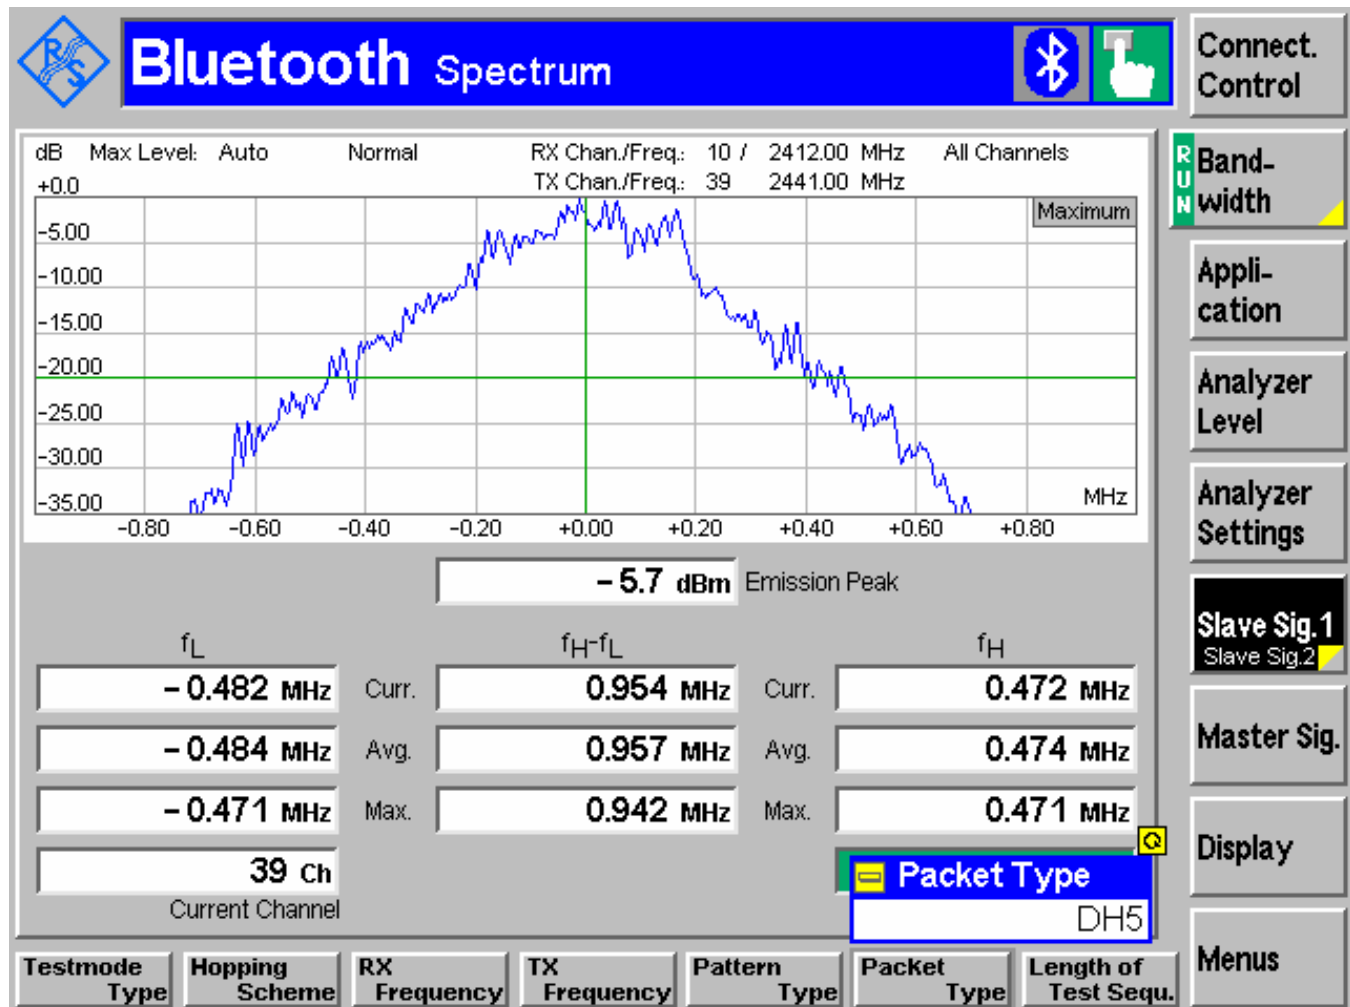 R&S
Bluetooth Spectrum
Connect.
Control
dB Max Level: Auto Normal RX Chan./Freq.: 10 / 2412.00 MHz All Channels
+0.0 TX Chan./Freq.: 39 2441.00 MHz
Maximum
-5.00
-10.00
-15.00
-20.00
-25.00
-30.00
-35.00 MHz
-0.80 -0.60 -0.40 -0.20 +0.00 +0.20 +0.40 +0.60 +0.80
RUN
Band-
width
Appli-
cation
Analyzer
Level
Analyzer
Settings
Slave Sig.1
Slave Sig.2
Master Sig.
Display
Menus
-5.7 dBm Emission Peak
fL fH-fL fH
-0.482 MHz Curr. 0.954 MHz Curr. 0.472 MHz
-0.484 MHz Avg. 0.957 MHz Avg. 0.474 MHz
-0.471 MHz Max. 0.942 MHz Max. 0.471 MHz
39 Ch
Current Channel
Packet Type
DH5
Testmode
Type
Hopping
Scheme
RX
Frequency
TX
Frequency
Pattern
Type
Packet
Type
Length of
Test Sequ.